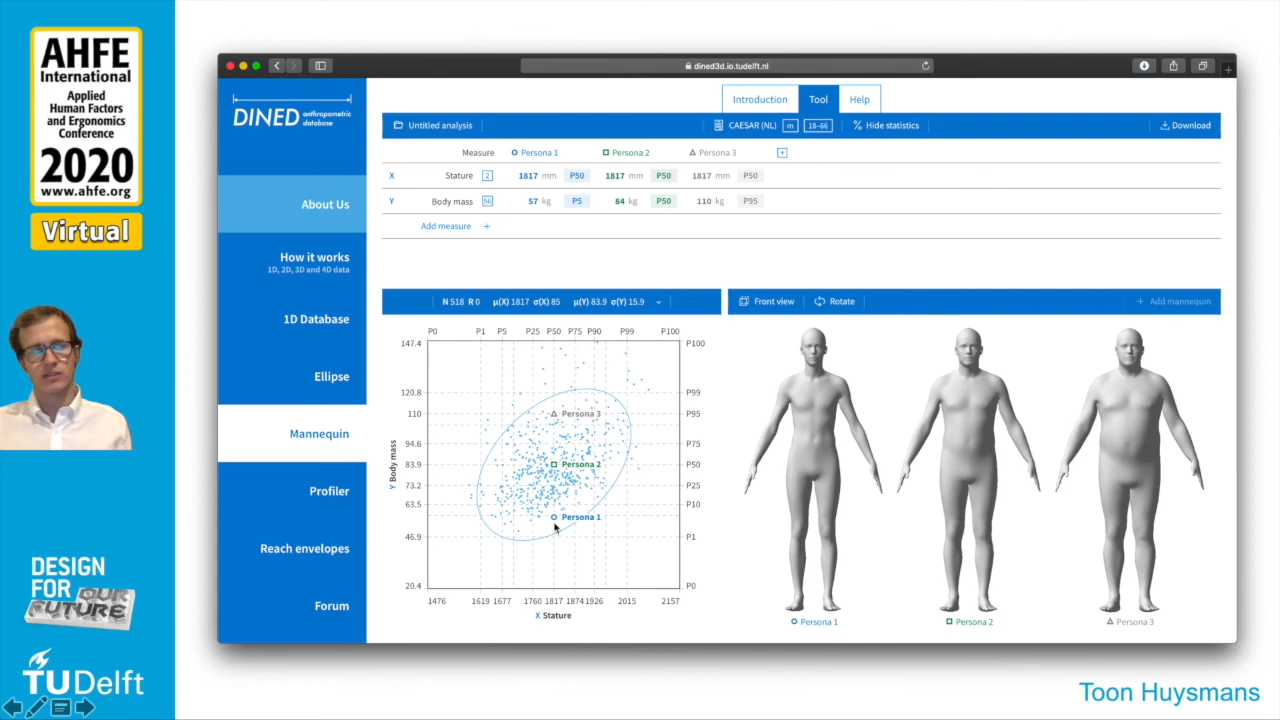 AHFE
International
Applied
Human Factors
and Ergonomics
Conference
2020
www.ahfe.org
Virtual
DESIGN
FOR OUR
FUTURE
TUDelft
dined3d.io.tudelft.nl
DINED anthropometric database
About Us
How it works
1D, 2D, 3D and 4D data
1D Database
Ellipse
Mannequin
Profiler
Reach envelopes
Forum
Introduction Tool Help
Untitled analysis CAESAR (NL) m 18-66 Hide statistics Download
Measure Persona 1 Persona 2 Persona 3 +
X Stature 2 1817 mm P50 1817 mm P50 1817 mm P50
Y Body mass 56 57 kg P5 84 kg P50 110 kg P95
Add measure +
N 518 R 0 μ(X) 1817 σ(X) 85 μ(Y) 83.9 σ(Y) 15.9
Front view Rotate + Add mannequin
P0 P1 P5 P25 P50 P75 P90 P99 P100
147.4 P100
120.8 P99
110 Persona 3 P95
94.6 P75
83.9 Persona 2 P50
73.2 P25
63.5 P10
Persona 1
46.9 P1
20.4 P0
Y Body mass
1476 1619 1677 1760 1817 1874 1926 2015 2157
X Stature
Persona 1 Persona 2 Persona 3
Toon Huysmans